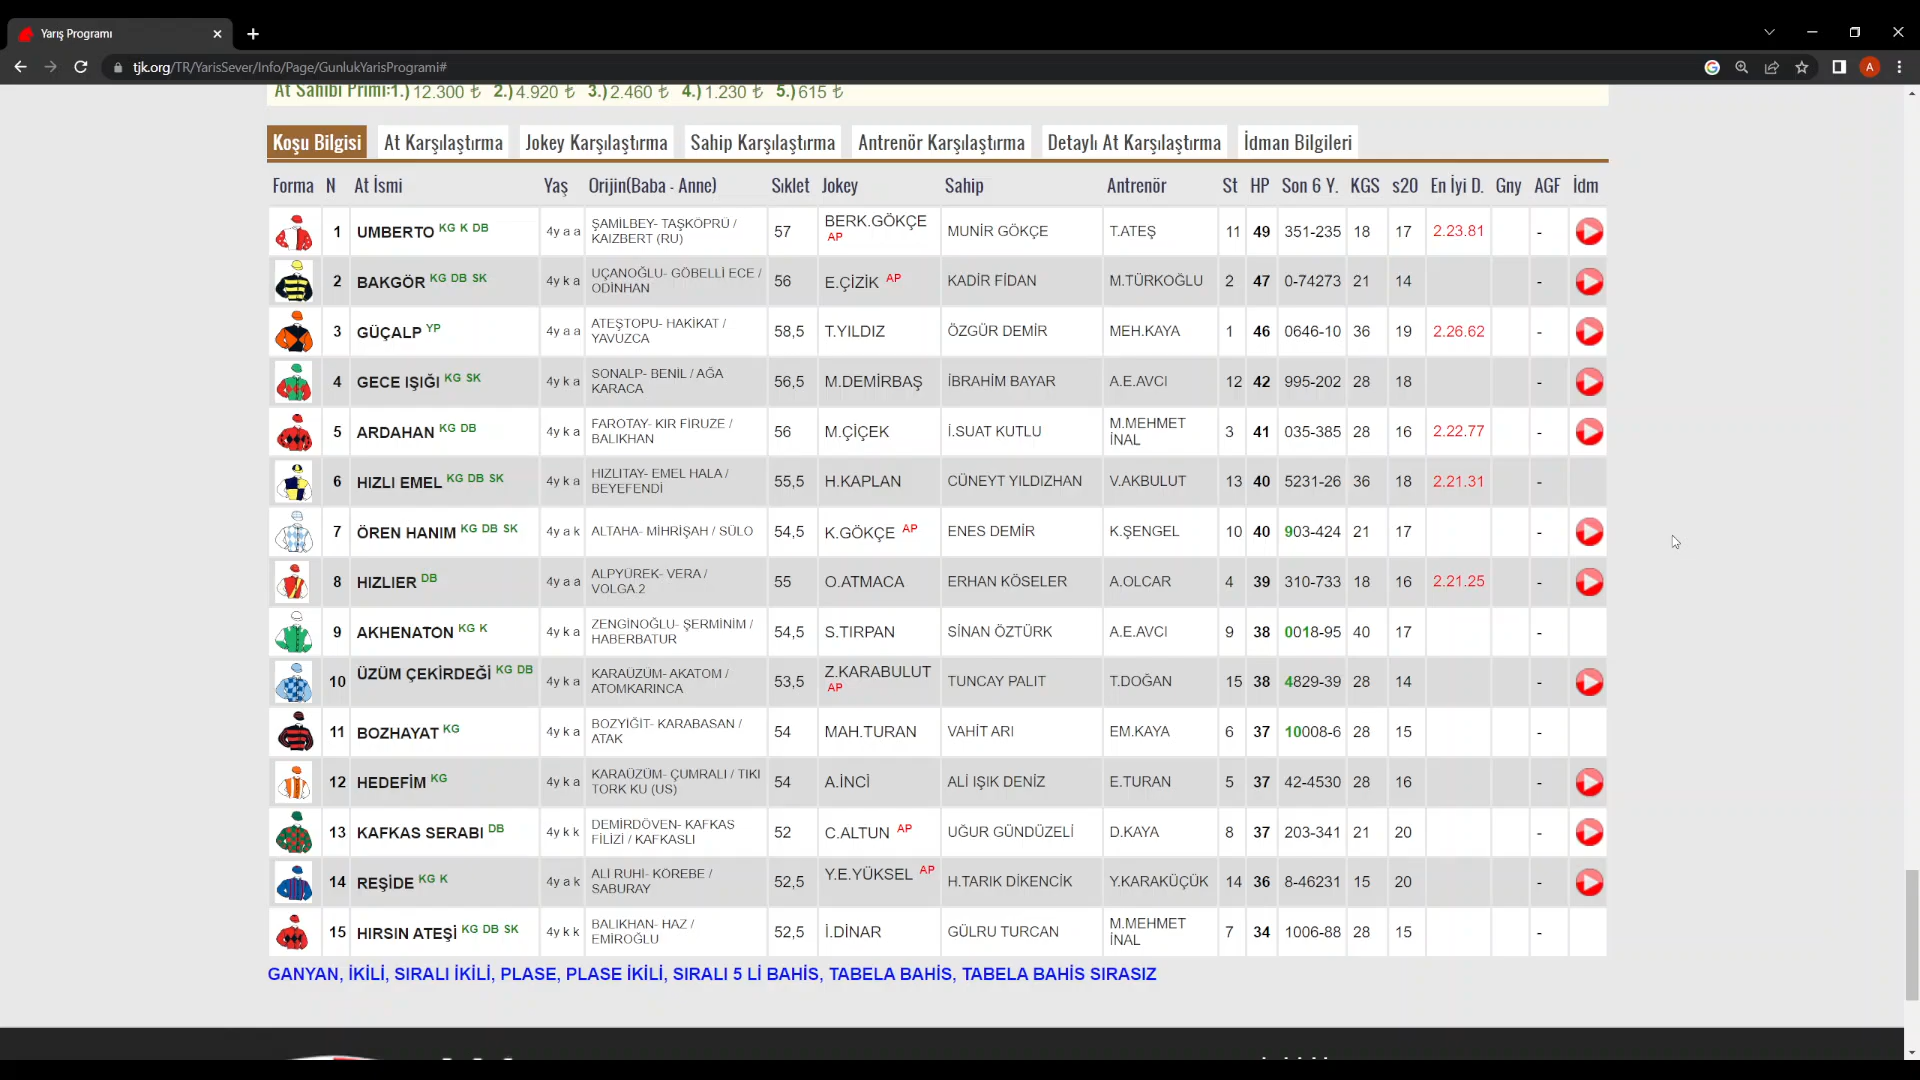 Yarış Programı
tjk.org/TR/YarisSever/Info/Page/GunlukYarisProgrami#
At Sahibi Primi:1.) 12.300 ₺ 2.) 4.920 ₺ 3.) 2.460 ₺ 4.) 1.230 ₺ 5.) 615 ₺
Koşu Bilgisi At Karşılaştırma Jokey Karşılaştırma Sahip Karşılaştırma Antrenör Karşılaştırma Detaylı At Karşılaştırma İdman Bilgileri
Forma N At İsmi Yaş Orijin(Baba - Anne) Sıklet Jokey Sahip Antrenör St HP Son 6 Y. KGS s20 En İyi D. Gny AGF İdm
1 UMBERTO KG K DB 4y a a ŞAMİLBEY- TAŞKÖPRÜ / KAIZBERT (RU) 57 BERK.GÖKÇE AP MUNİR GÖKÇE T.ATEŞ 11 49 351-235 18 17 2.23.81 -
2 BAKGÖR KG DB SK 4y k a UÇANOĞLU- GÖBELLİ ECE / ODİNHAN 56 E.ÇİZİK AP KADİR FİDAN M.TÜRKOĞLU 2 47 0-74273 21 14 -
3 GÜÇALP YP 4y a a ATEŞTOPU- HAKİKAT / YAVUZCA 58,5 T.YILDIZ ÖZGÜR DEMİR MEH.KAYA 1 46 0646-10 36 19 2.26.62 -
4 GECE IŞIĞI KG SK 4y k a SONALP- BENİL / AĞA KARACA 56,5 M.DEMİRBAŞ İBRAHİM BAYAR A.E.AVCI 12 42 995-202 28 18 -
5 ARDAHAN KG DB 4y k a FAROTAY- KIR FİRUZE / BALIKHAN 56 M.ÇİÇEK İ.SUAT KUTLU M.MEHMET İNAL 3 41 035-385 28 16 2.22.77 -
6 HIZLI EMEL KG DB SK 4y k a HIZLITAY- EMEL HALA / BEYEFENDİ 55,5 H.KAPLAN CÜNEYT YILDIZHAN V.AKBULUT 13 40 5231-26 36 18 2.21.31 -
7 ÖREN HANIM KG DB SK 4y a k ALTAHA- MİHRİŞAH / SÜLO 54,5 K.GÖKÇE AP ENES DEMİR K.ŞENGEL 10 40 903-424 21 17 -
8 HIZLIER DB 4y a a ALPYÜREK- VERA / VOLGA.2 55 O.ATMACA ERHAN KÖSELER A.OLCAR 4 39 310-733 18 16 2.21.25 -
9 AKHENATON KG K 4y k a ZENGİNOĞLU- ŞERMİNİM / HABERBATUR 54,5 S.TIRPAN SİNAN ÖZTÜRK A.E.AVCI 9 38 0018-95 40 17 -
10 ÜZÜM ÇEKİRDEĞİ KG DB 4y k a KARAÜZÜM- AKATOM / ATOMKARINCA 53,5 Z.KARABULUT AP TUNCAY PALIT T.DOĞAN 15 38 4829-39 28 14 -
11 BOZHAYAT KG 4y k a BOZYİĞİT- KARABASAN / ATAK 54 MAH.TURAN VAHİT ARI EM.KAYA 6 37 10008-6 28 15 -
12 HEDEFİM KG 4y k a KARAÜZÜM- ÇUMRALI / TIKI TORK KU (US) 54 A.İNCİ ALİ IŞIK DENİZ E.TURAN 5 37 42-4530 28 16 -
13 KAFKAS SERABI DB 4y k k DEMİRDÖVEN- KAFKAS FİLİZİ / KAFKASLI 52 C.ALTUN AP UĞUR GÜNDÜZELİ D.KAYA 8 37 203-341 21 20 -
14 REŞİDE KG K 4y a k ALİ RUHİ- KÖREBE / SABURAY 52,5 Y.E.YÜKSEL AP H.TARIK DİKENCİK Y.KARAKÜÇÜK 14 36 8-46231 15 20 -
15 HIRSIN ATEŞİ KG DB SK 4y k k BALIKHAN- HAZ / EMİROĞLU 52,5 İ.DİNAR GÜLRU TURCAN M.MEHMET İNAL 7 34 1006-88 28 15 -
GANYAN, İKİLİ, SIRALI İKİLİ, PLASE, PLASE İKİLİ, SIRALI 5 Lİ BAHİS, TABELA BAHİS, TABELA BAHİS SIRASIZ